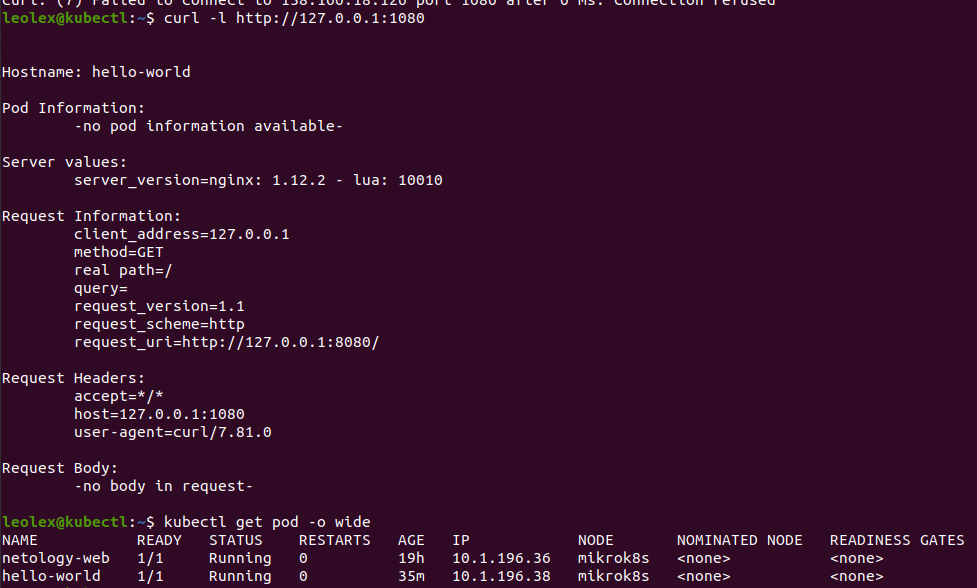 curl: (7) Failed to connect to 158.160.18.126 port 1080 after 0 ms: Connection refused
leolex@kubectl:~$ curl -l http://127.0.0.1:1080
Hostname: hello-world
Pod Information:
-no pod information available-
Server values:
server_version=nginx: 1.12.2 - lua: 10010
Request Information:
client_address=127.0.0.1
method=GET
real path=/
query=
request_version=1.1
request_scheme=http
request_uri=http://127.0.0.1:8080/
Request Headers:
accept=*/*
host=127.0.0.1:1080
user-agent=curl/7.81.0
Request Body:
-no body in request-
leolex@kubectl:~$ kubectl get pod -o wide
NAME READY STATUS RESTARTS AGE IP NODE NOMINATED NODE READINESS GATES
netology-web 1/1 Running 0 19h 10.1.196.36 mikrok8s <none> <none>
hello-world 1/1 Running 0 35m 10.1.196.38 mikrok8s <none> <none>